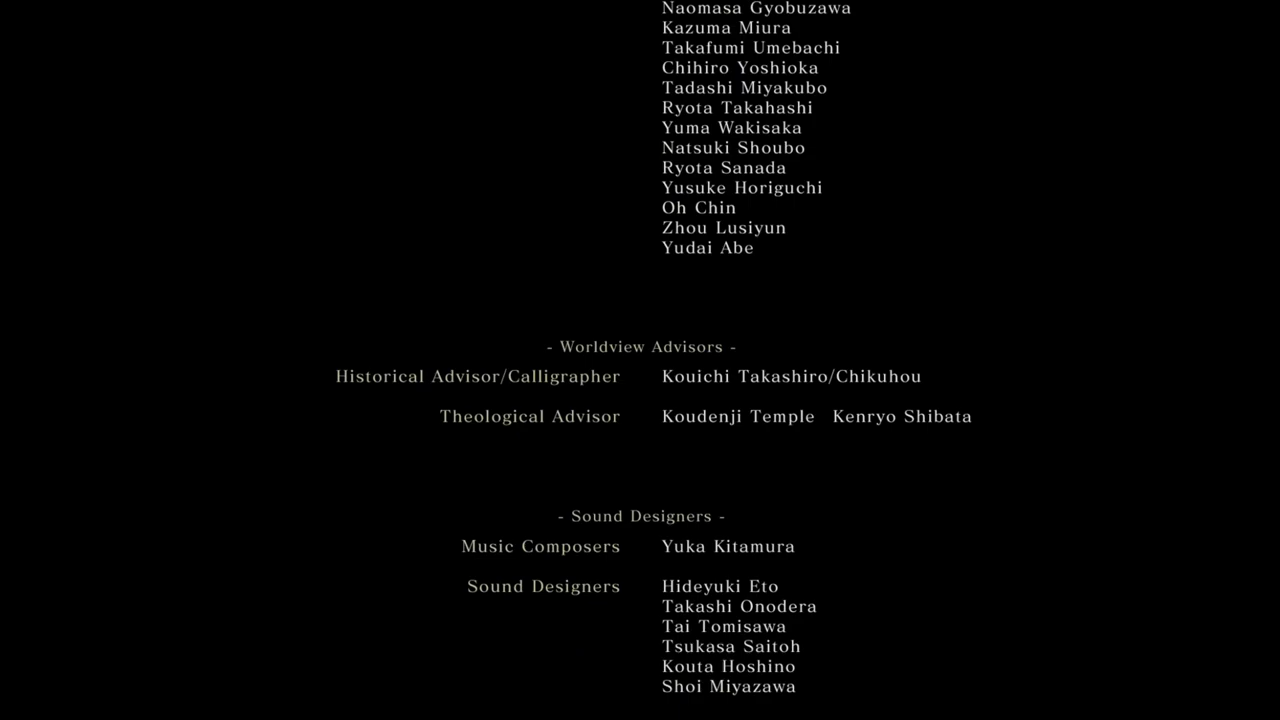 Naomasa Gyobuzawa
Kazuma Miura
Takafumi Umebachi
Chihiro Yoshioka
Tadashi Miyakubo
Ryota Takahashi
Yuma Wakisaka
Natsuki Shoubo
Ryota Sanada
Yusuke Horiguchi
Oh Chin
Zhou Lusiyun
Yudai Abe
- Worldview Advisors -
Historical Advisor/Calligrapher Kouichi Takashiro/Chikuhou
Theological Advisor Koudenji Temple Kenryo Shibata
- Sound Designers -
Music Composers Yuka Kitamura
Sound Designers Hideyuki Eto
Takashi Onodera
Tai Tomisawa
Tsukasa Saitoh
Kouta Hoshino
Shoi Miyazawa